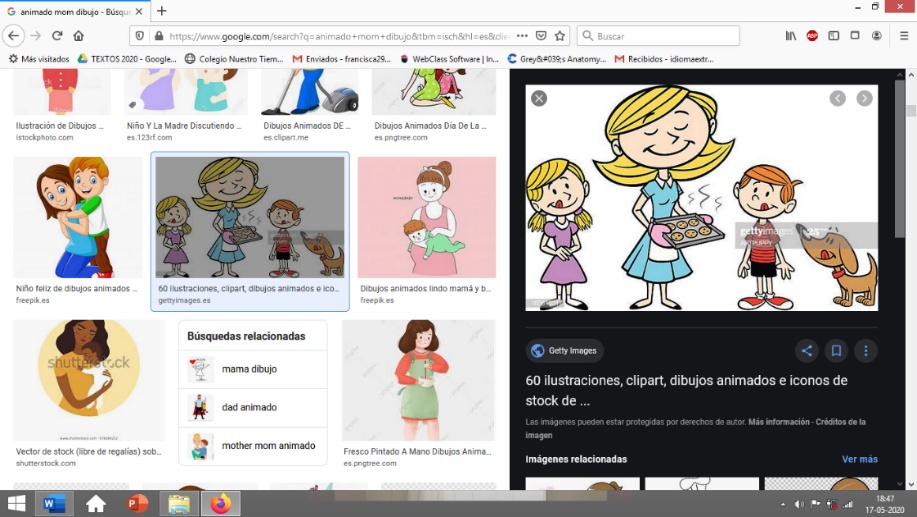 animado mom dibujo - Búsqu
https://www.google.com/search?q=animado+mom+dibujo&tbm=isch&hl=es&clie
Buscar
Más visitados
TEXTOS 2020 - Google...
Colegio Nuestro Tiem...
Enviados - francisca29...
WebClass Software | In...
Grey&#039;s Anatomy...
Recibidos - idiomaextr...
Ilustración de Dibujos ...
istockphoto.com
Niño Y La Madre Discutiendo ...
es.123rf.com
Dibujos Animados DE ...
es.clipart.me
Dibujos Animados Día De La ...
es.pngtree.com
Niño feliz de dibujos animados ...
freepik.es
60 ilustraciones, clipart, dibujos animados e ico...
gettyimages.es
Dibujos animados lindo mamá y b...
freepik.es
shutterstock
Vector de stock (libre de regalías) sob...
shutterstock.com
Búsquedas relacionadas
mama dibujo
dad animado
mother mom animado
Fresco Pintado A Mano Dibujos Anima...
es.pngtree.com
gettyimages
Getty Images
60 ilustraciones, clipart, dibujos animados e iconos de
stock de ...
Las imágenes pueden estar protegidas por derechos de autor. Más información - Créditos de la
imagen
Imágenes relacionadas
Ver más
18:47
17-05-2020